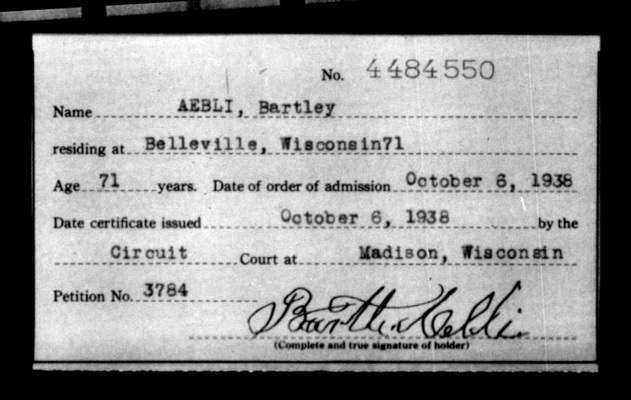 No. 4484550
Name AEBLI, Bartley
residing at Belleville, Wisconsin71
Age 71 years. Date of order of admission October 6, 1938
Date certificate issued October 6, 1938 by the
Circuit Court at Madison, Wisconsin
Petition No. 3784
Bartley Aebli.
(Complete and true signature of holder)